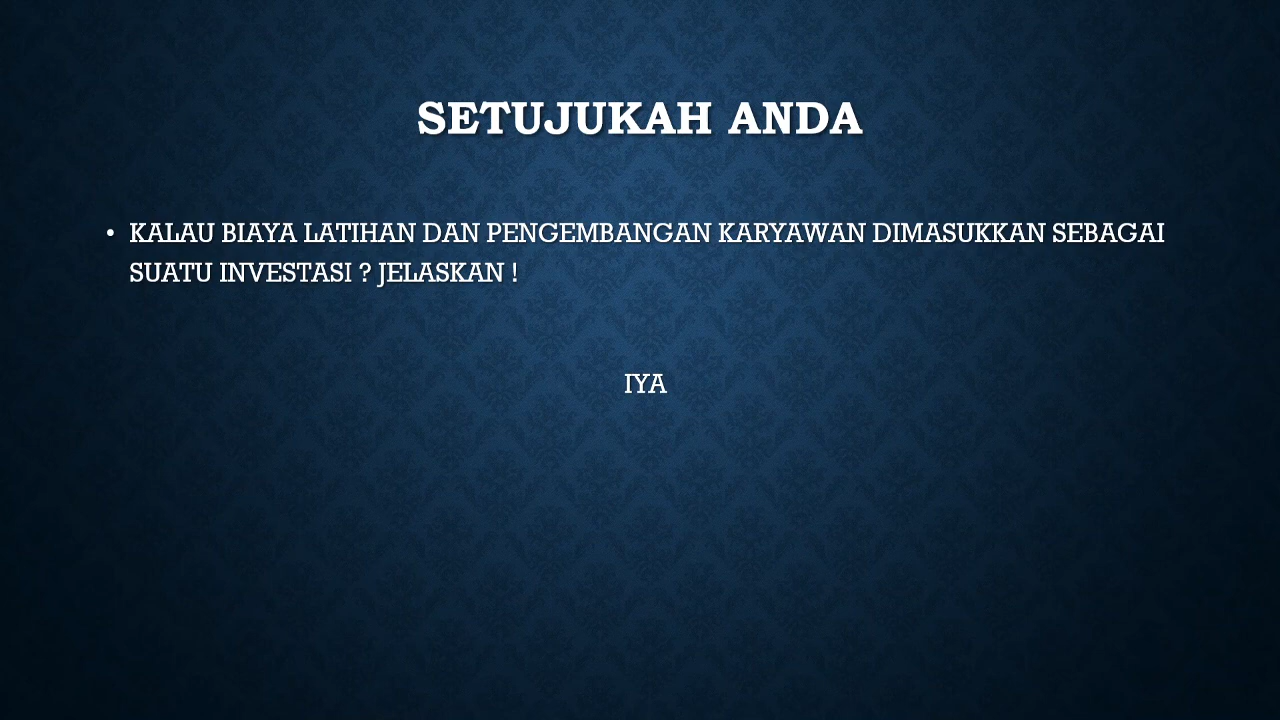 SETUJUKAH ANDA
• KALAU BIAYA LATIHAN DAN PENGEMBANGAN KARYAWAN DIMASUKKAN SEBAGAI
SUATU INVESTASI ? JELASKAN !
IYA